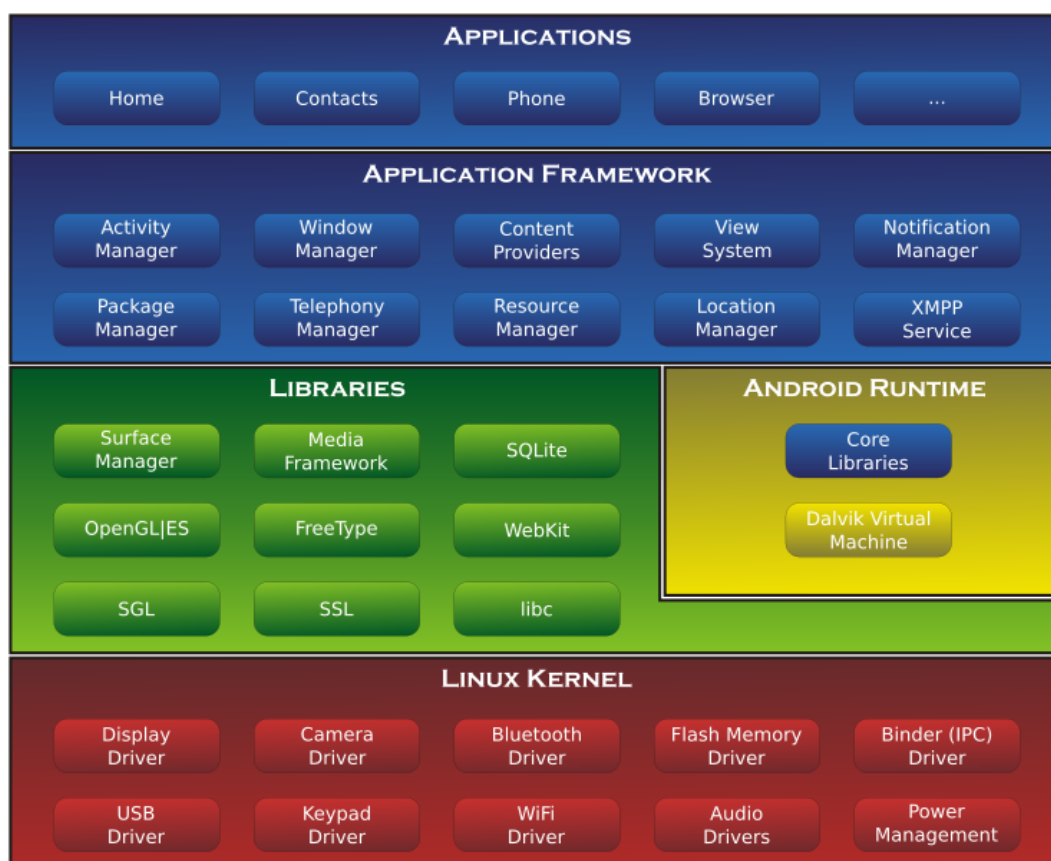 APPLICATIONS
Home
Contacts
Phone
Browser
...
APPLICATION FRAMEWORK
Activity
Manager
Window
Manager
Content
Providers
View
System
Notification
Manager
Package
Manager
Telephony
Manager
Resource
Manager
Location
Manager
XMPP
Service
LIBRARIES
Surface
Manager
Media
Framework
SQLite
OpenGL|ES
FreeType
WebKit
SGL
SSL
libc
ANDROID RUNTIME
Core
Libraries
Dalvik Virtual
Machine
LINUX KERNEL
Display
Driver
Camera
Driver
Bluetooth
Driver
Flash Memory
Driver
Binder (IPC)
Driver
USB
Driver
Keypad
Driver
WiFi
Driver
Audio
Drivers
Power
Management